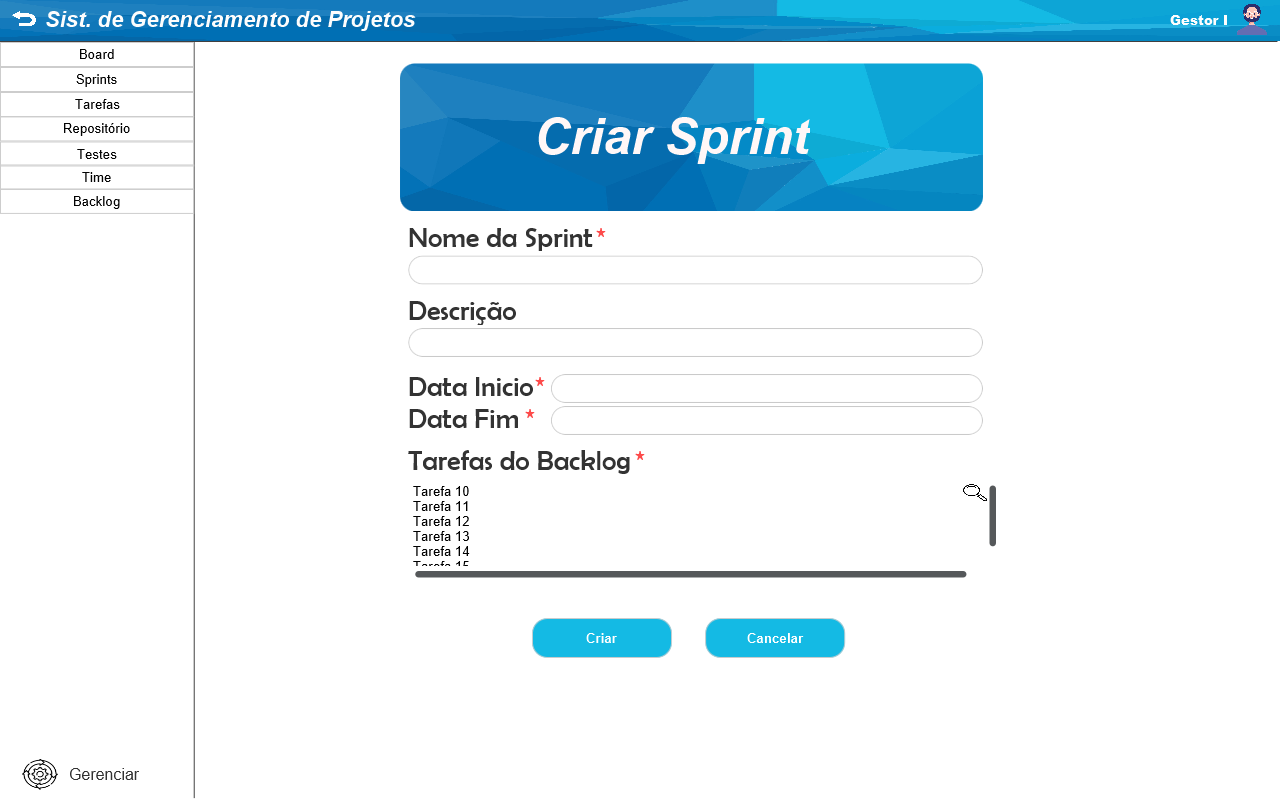 Sist. de Gerenciamento de Projetos
Gestor I
Board
Sprints
Tarefas
Repositório
Testes
Time
Backlog
Criar Sprint
Nome da Sprint *
Descrição
Data Inicio *
Data Fim *
Tarefas do Backlog *
Tarefa 10
Tarefa 11
Tarefa 12
Tarefa 13
Tarefa 14
Tarefa 15
Criar
Cancelar
Gerenciar